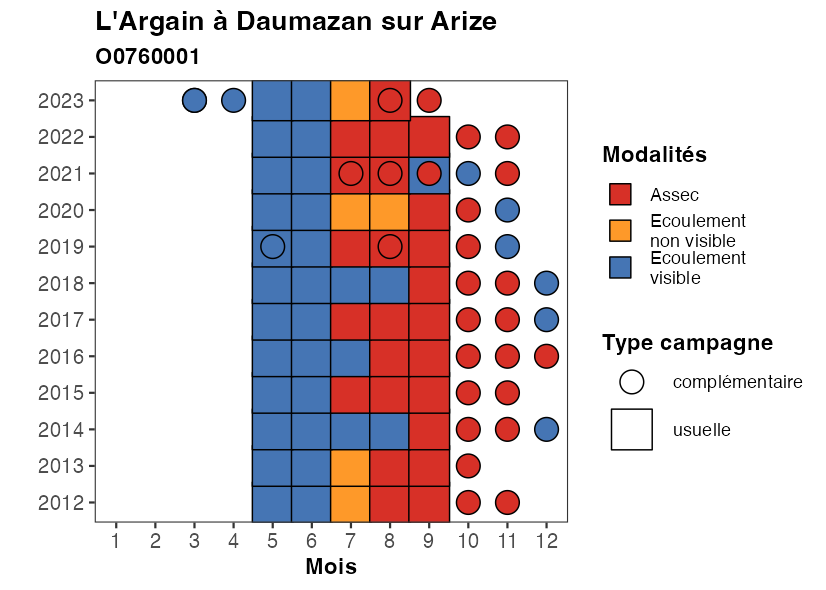 L'Argain à Daumazan sur Arize
O0760001
2023
2022
2021
2020
2019
2018
2017
2016
2015
2014
2013
2012
1 2 3 4 5 6 7 8 9 10 11 12
Mois
Modalités
Assec
Ecoulement
non visible
Ecoulement
visible
Type campagne
complémentaire
usuelle